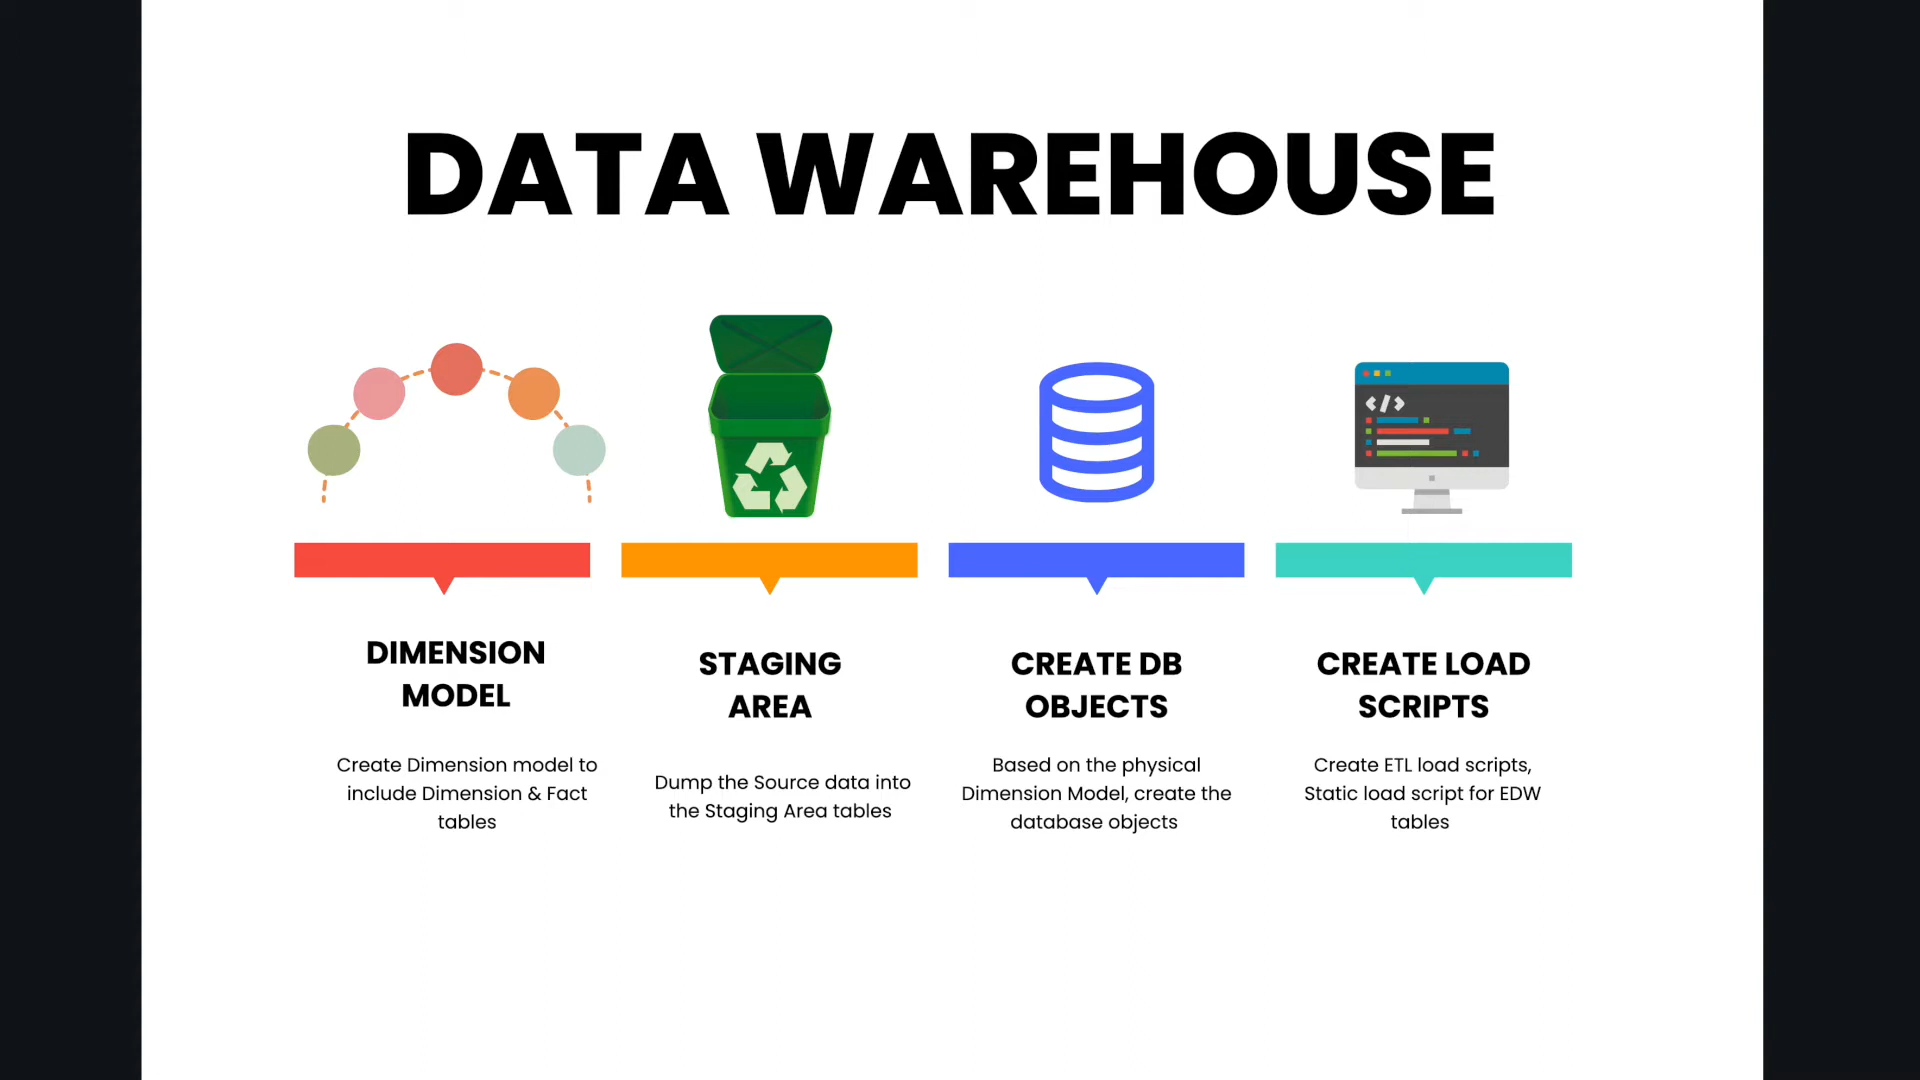 DATA WAREHOUSE
</>
DIMENSION
MODEL
Create Dimension model to
include Dimension & Fact
tables
STAGING
AREA
Dump the Source data into
the Staging Area tables
CREATE DB
OBJECTS
Based on the physical
Dimension Model, create the
database objects
CREATE LOAD
SCRIPTS
Create ETL load scripts,
Static load script for EDW
tables